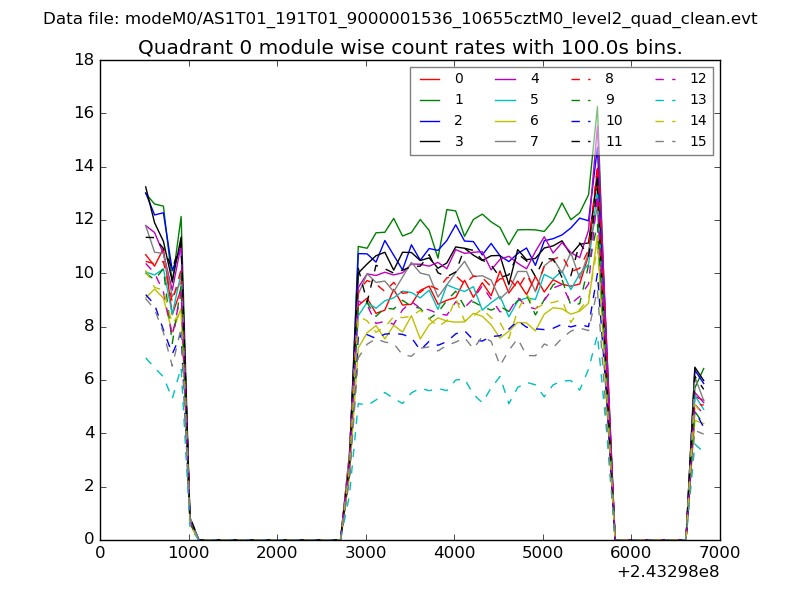 Data file: modeM0/AS1T01_191T01_9000001536_10655cztM0_level2_quad_clean.evt
Quadrant 0 module wise count rates with 100.0s bins.
18
16
14
12
10
8
6
4
2
0
0 4 8 12
1 5 9 13
2 6 10 14
3 7 11 15
0 1000 2000 3000 4000 5000 6000 7000
+2.43298e8